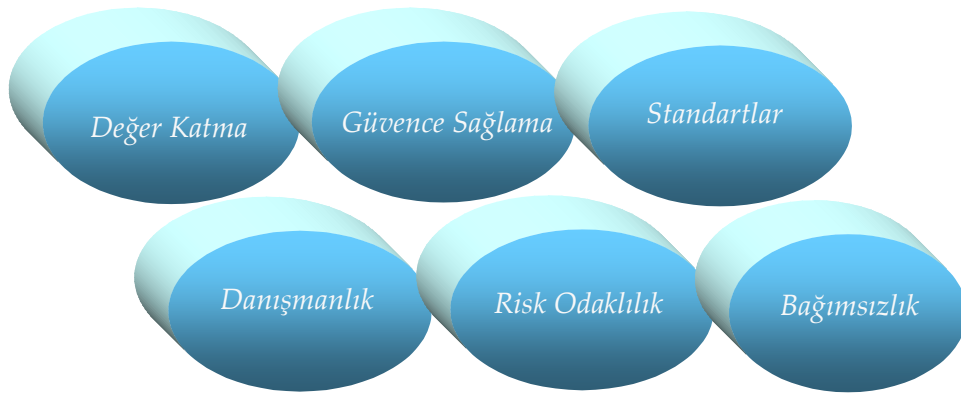 Değer Katma
Güvence Sağlama
Standartlar
Danışmanlık
Risk Odaklılık
Bağımsızlık